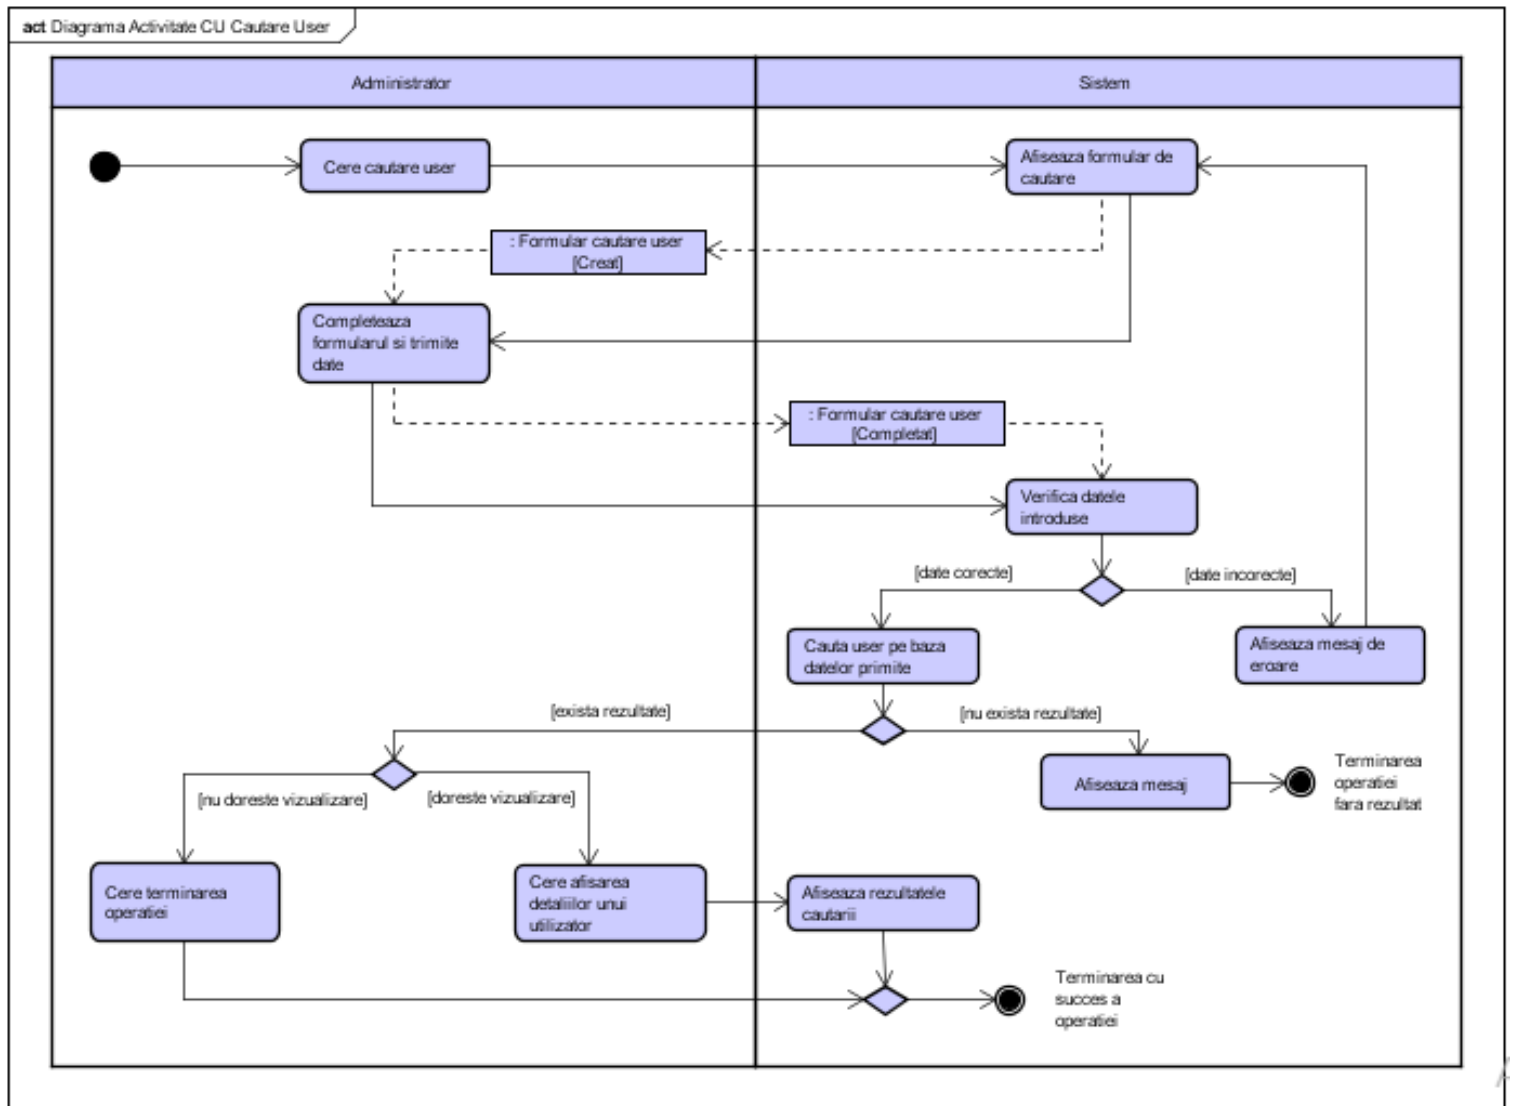 act Diagrama Activitate CU Cautare User
Administrator
Sistem
Cere cautare user
Afiseaza formular de
cautare
: Formular cautare user
[Creat]
Completeaza
formularul si trimite
date
: Formular cautare user
[Completat]
Verifica datele
introduse
[date corecte]
[date incorecte]
Cauta user pe baza
datelor primite
Afiseaza mesaj de
eroare
[exista rezultate]
[nu exista rezultate]
Afiseaza mesaj
Terminarea
operatiei
fara rezultat
[nu doreste vizualizare]
[doreste vizualizare]
Cere terminarea
operatiei
Cere afisarea
detaliilor unui
utilizator
Afiseaza rezultatele
cautarii
Terminarea cu
succes a
operatiei